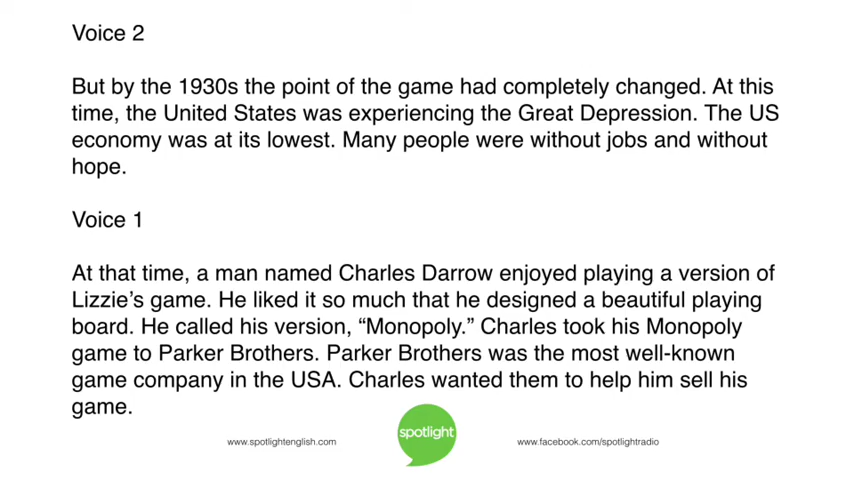 Voice 2
But by the 1930s the point of the game had completely changed. At this
time, the United States was experiencing the Great Depression. The US
economy was at its lowest. Many people were without jobs and without
hope.
Voice 1
At that time, a man named Charles Darrow enjoyed playing a version of
Lizzie’s game. He liked it so much that he designed a beautiful playing
board. He called his version, “Monopoly.” Charles took his Monopoly
game to Parker Brothers. Parker Brothers was the most well-known
game company in the USA. Charles wanted them to help him sell his
game.
www.spotlightenglish.com
spotlight
www.facebook.com/spotlightradio